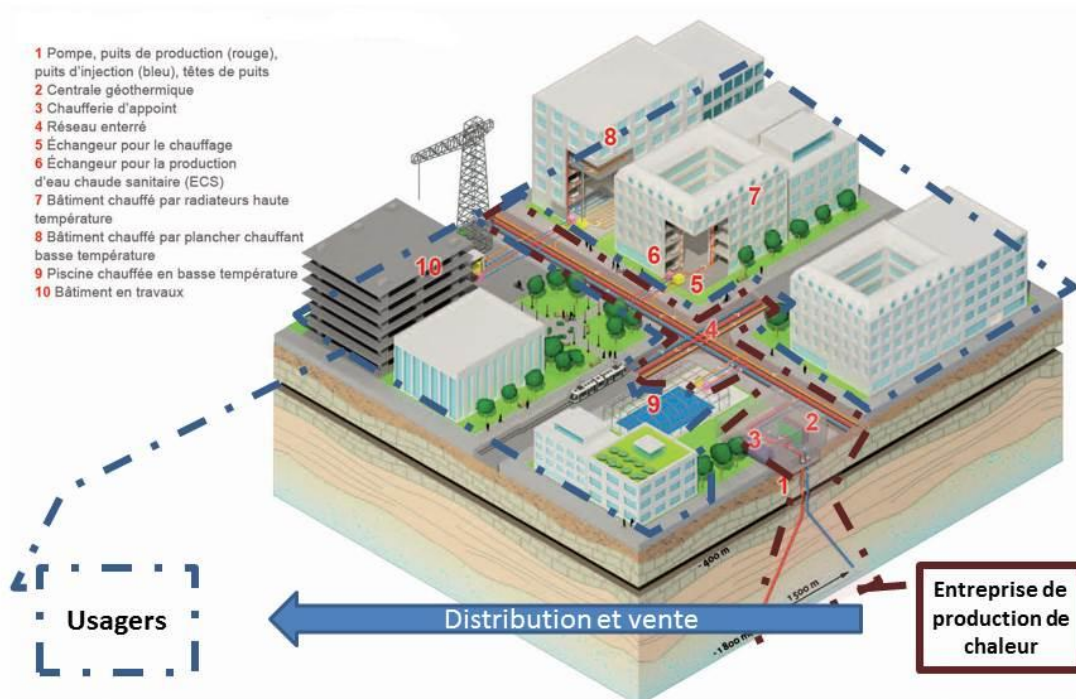 1 Pompe, puits de production (rouge),
puits d'injection (bleu), têtes de puits
2 Centrale géothermique
3 Chaufferie d'appoint
4 Réseau enterré
5 Échangeur pour le chauffage
6 Échangeur pour la production
d'eau chaude sanitaire (ECS)
7 Bâtiment chauffé par radiateurs haute
température
8 Bâtiment chauffé par plancher chauffant
basse température
9 Piscine chauffée en basse température
10 Bâtiment en travaux
8
7
10
6
5
4
9
2
3
1
-400 m
1500 m
-1800 m
Usagers
Distribution et vente
Entreprise de
production de
chaleur